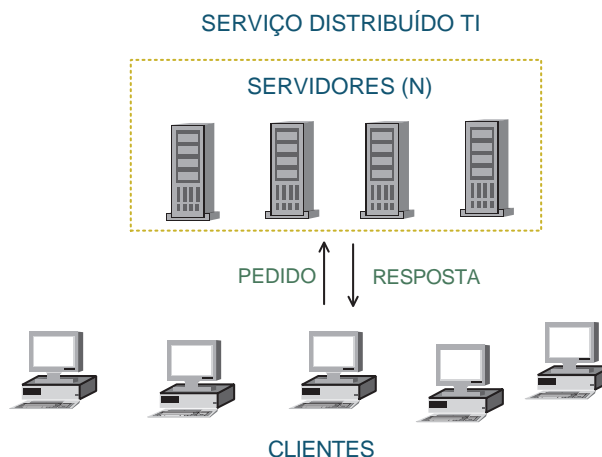 SERVIÇO DISTRIBUÍDO TI
SERVIDORES (N)
PEDIDO
RESPOSTA
CLIENTES